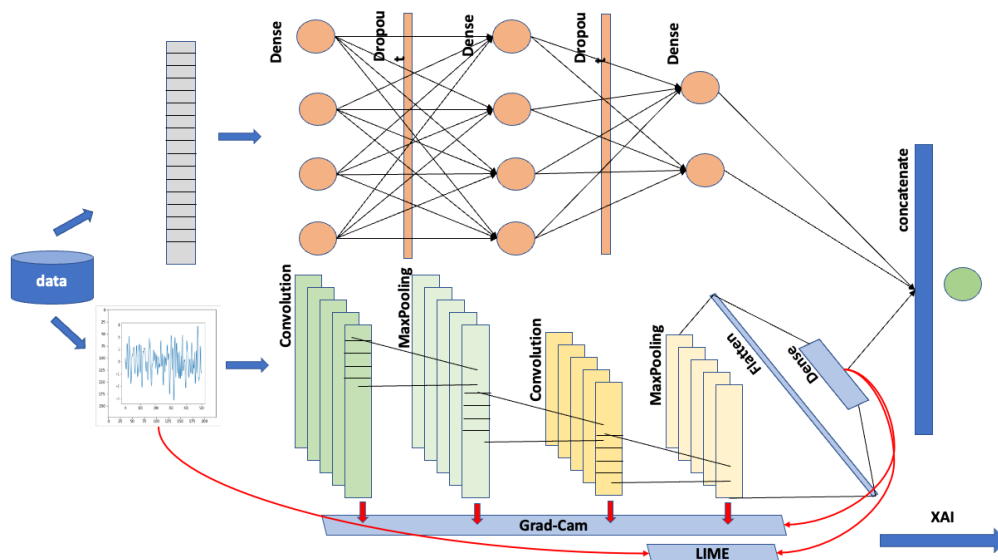 Dense
Dropou
t
Dense
Dropou
t
Dense
concatenate
data
Convolution
MaxPooling
Convolution
MaxPooling
Flatten
Dense
Grad-Cam
LIME
XAI